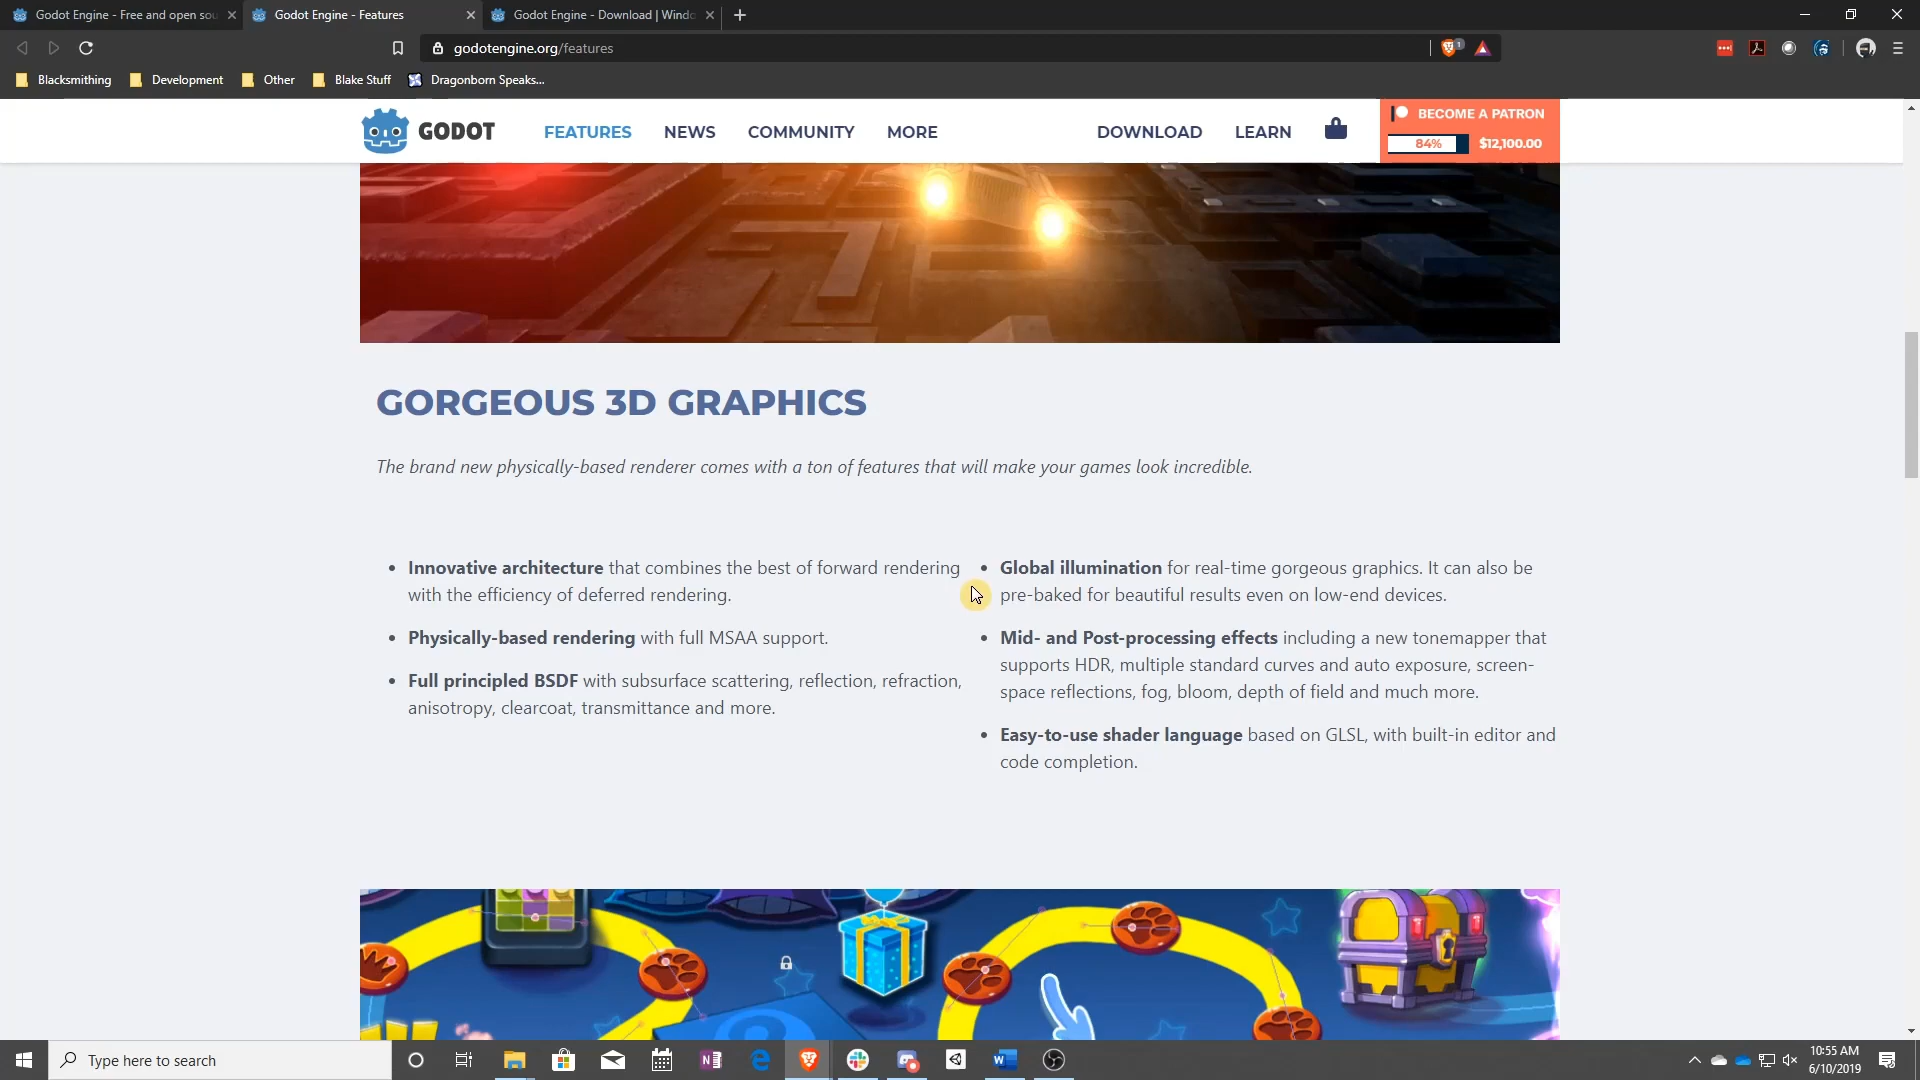 Godot Engine - Free and open sou
Godot Engine - Features
Godot Engine - Download | Windo
godotengine.org/features
1
Blacksmithing
Development
Other
Blake Stuff
Dragonborn Speaks...
GODOT
FEATURES
NEWS
COMMUNITY
MORE
DOWNLOAD
LEARN
BECOME A PATRON
84%
$12,100.00
GORGEOUS 3D GRAPHICS
The brand new physically-based renderer comes with a ton of features that will make your games look incredible.
• Innovative architecture that combines the best of forward rendering
with the efficiency of deferred rendering.
• Physically-based rendering with full MSAA support.
• Full principled BSDF with subsurface scattering, reflection, refraction,
anisotropy, clearcoat, transmittance and more.
• Global illumination for real-time gorgeous graphics. It can also be
pre-baked for beautiful results even on low-end devices.
• Mid- and Post-processing effects including a new tonemapper that
supports HDR, multiple standard curves and auto exposure, screen-
space reflections, fog, bloom, depth of field and much more.
• Easy-to-use shader language based on GLSL, with built-in editor and
code completion.
Type here to search
10:55 AM
6/10/2019